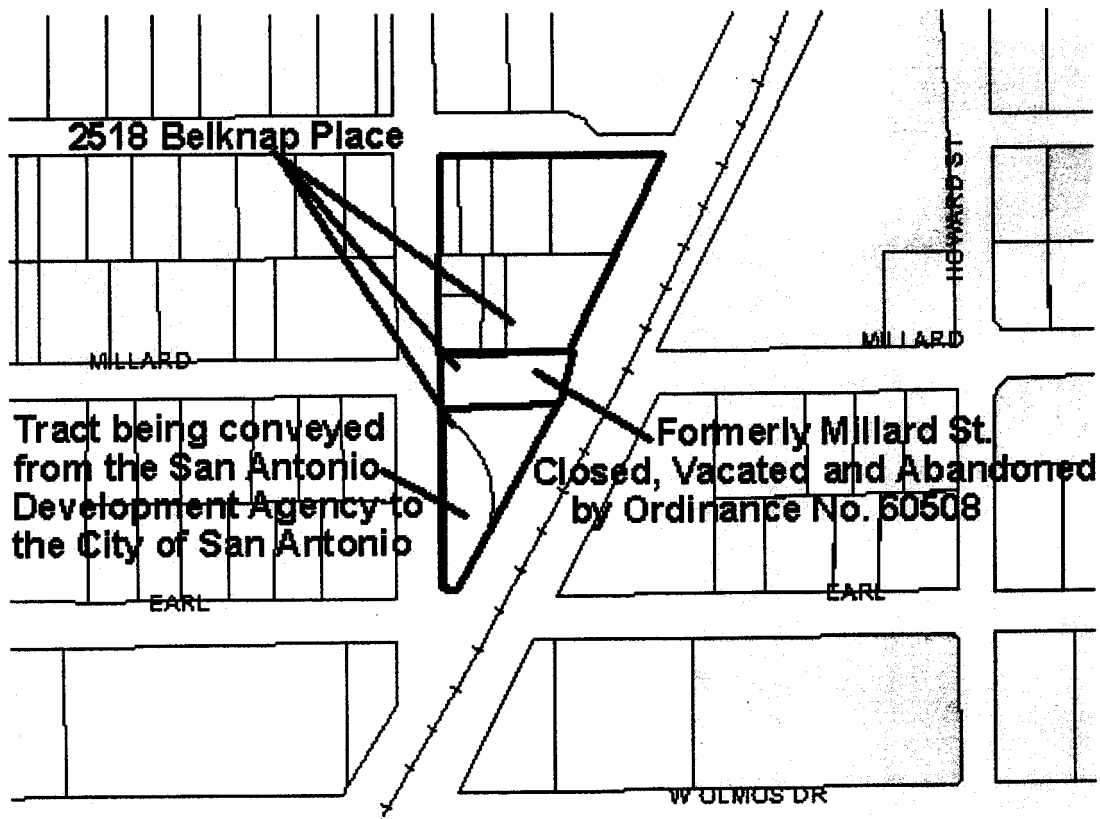 2518 Belknap Place
HOWARD ST
MILLARD
MILLARD
Tract being conveyed
from the San Antonio
Development Agency to
the City of San Antonio
Formerly Millard St.
Closed, Vacated and Abandoned
by Ordinance No. 60508
EARL
EARL
W OLMOS DR